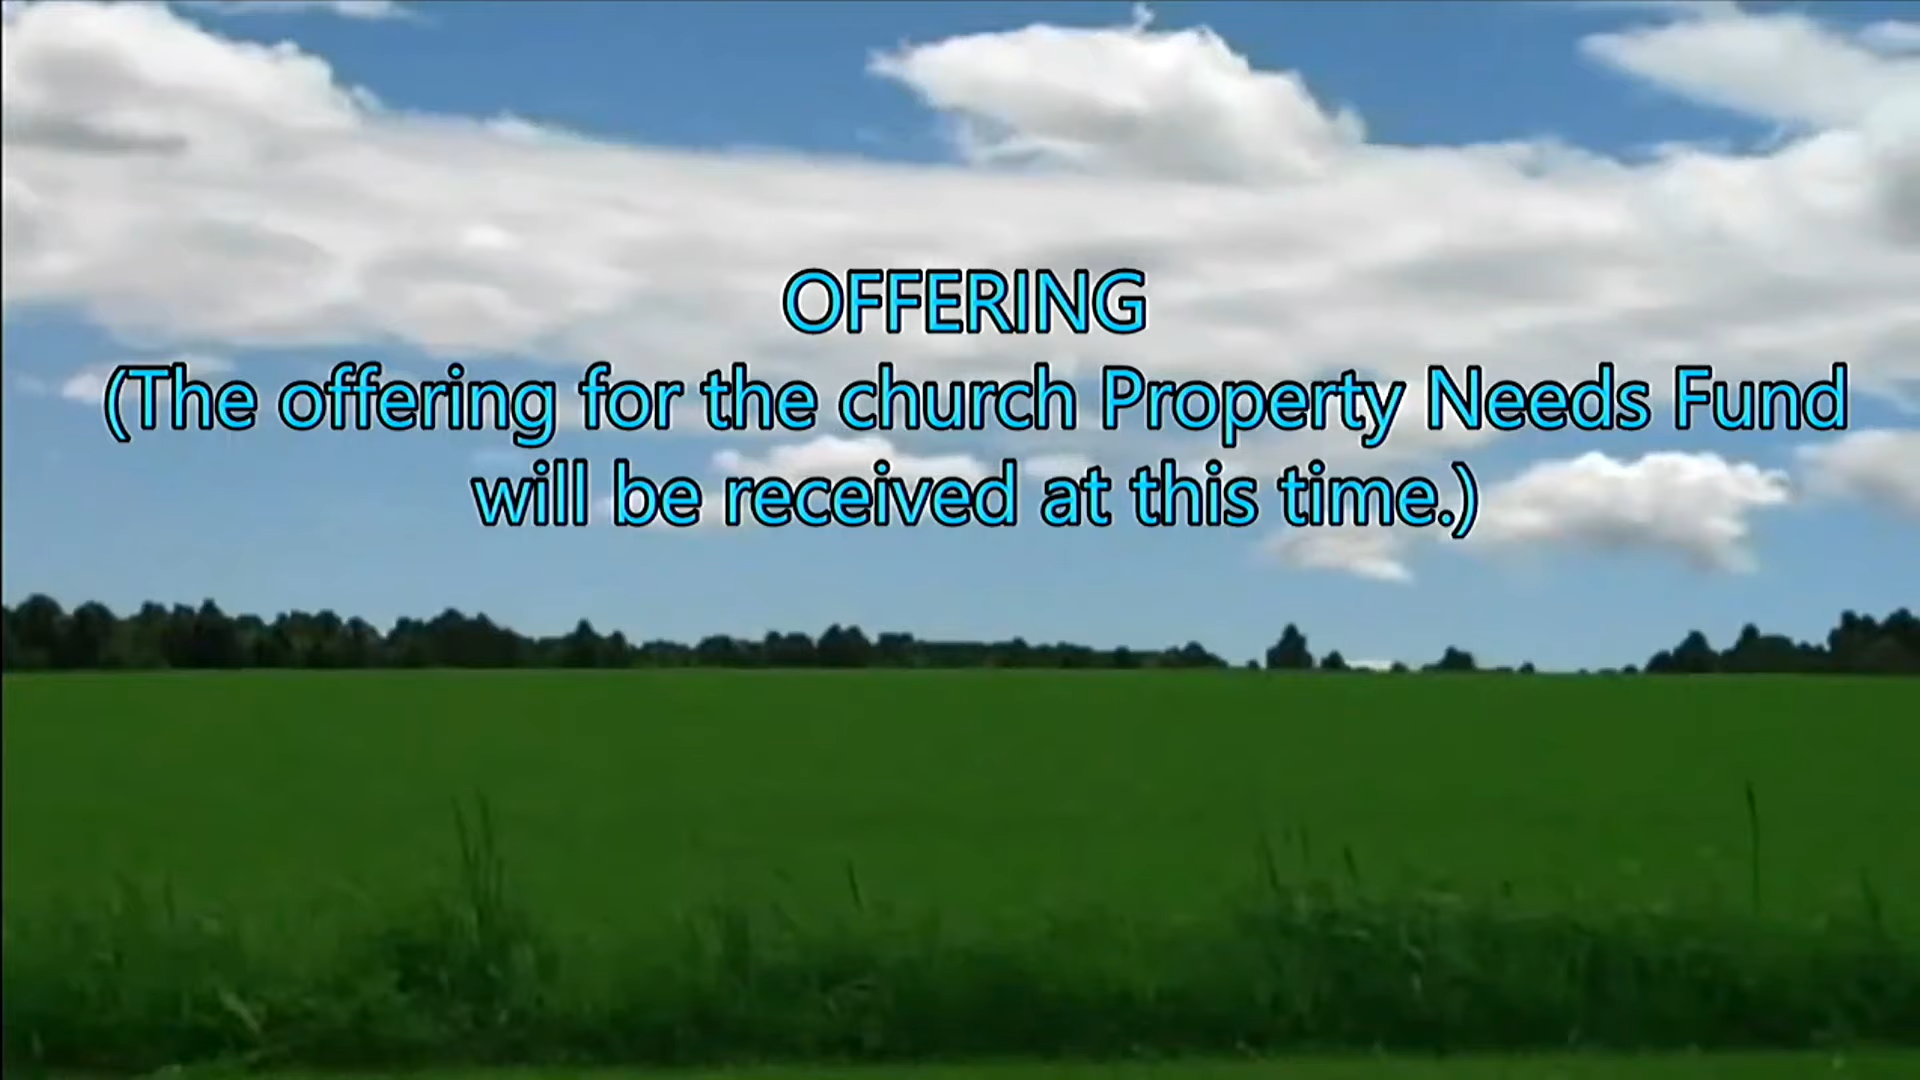 OFFERING
(The offering for the church Property Needs Fund
will be received at this time.)